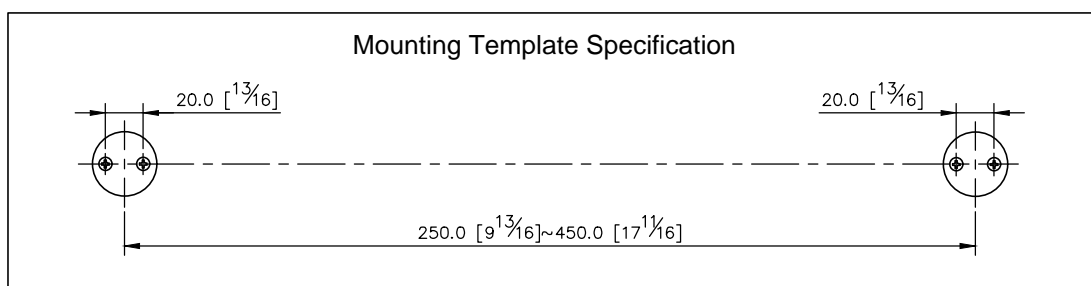 Mounting Template Specification
20.0 [13/16]
20.0 [13/16]
250.0 [9 13/16]~450.0 [17 11/16]